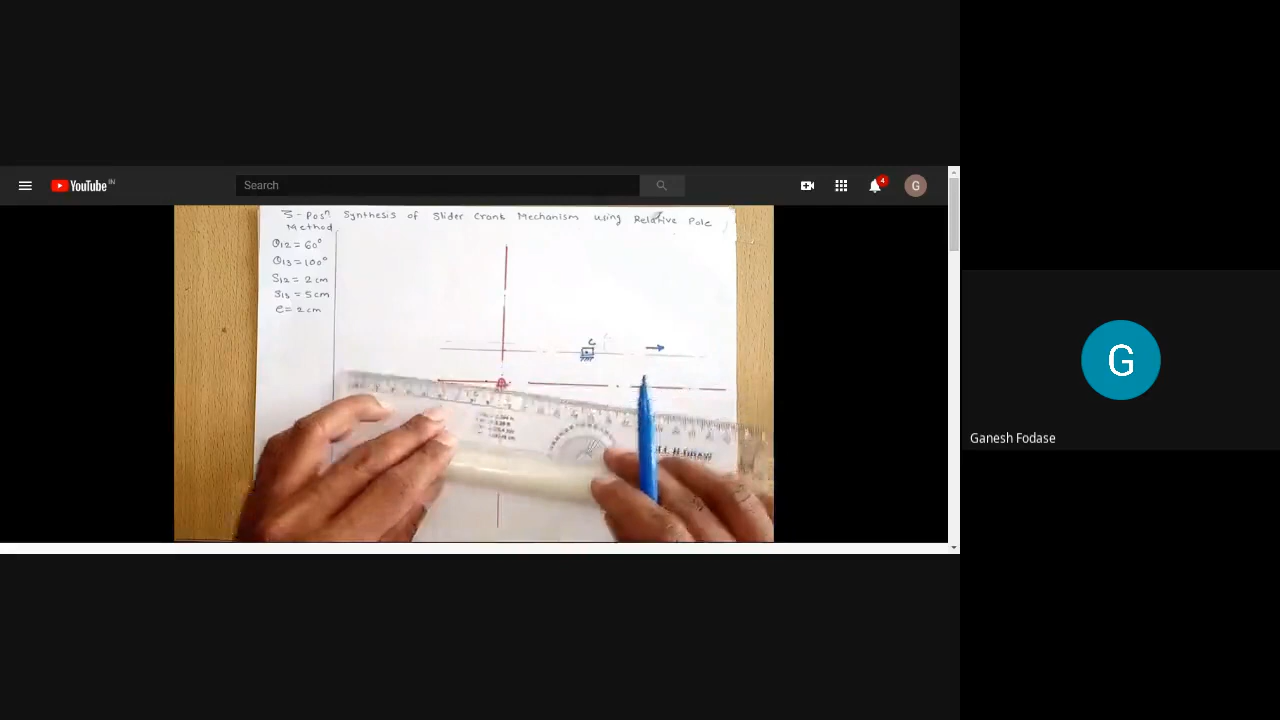 YouTube IN
Search
4
G
3-Posn Synthesis of Slider Crank Mechanism using Relative Pole
Method
θ12 = 60°
θ13 = 100°
S12 = 2 cm
S13 = 5 cm
e = 2 cm
C
G
Ganesh Fodase